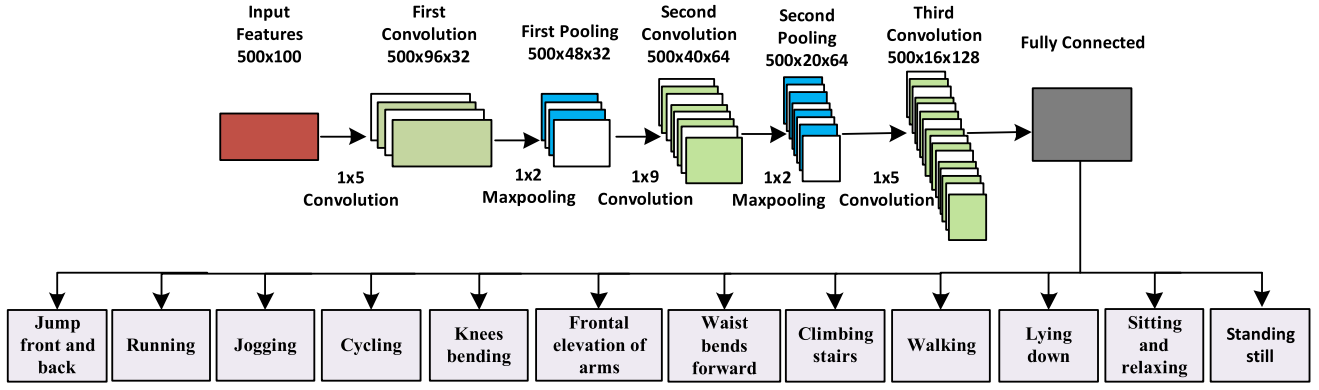 Input
Features
500x100
First
Convolution
500x96x32
First Pooling
500x48x32
Second
Convolution
500x40x64
Second
Pooling
500x20x64
Third
Convolution
500x16x128
Fully Connected
1x5
Convolution
1x2
Maxpooling
1x9
Convolution
1x2
Maxpooling
1x5
Convolution
Jump
front and
back
Running
Jogging
Cycling
Knees
bending
Frontal
elevation of
arms
Waist
bends
forward
Climbing
stairs
Walking
Lying
down
Sitting
and
relaxing
Standing
still